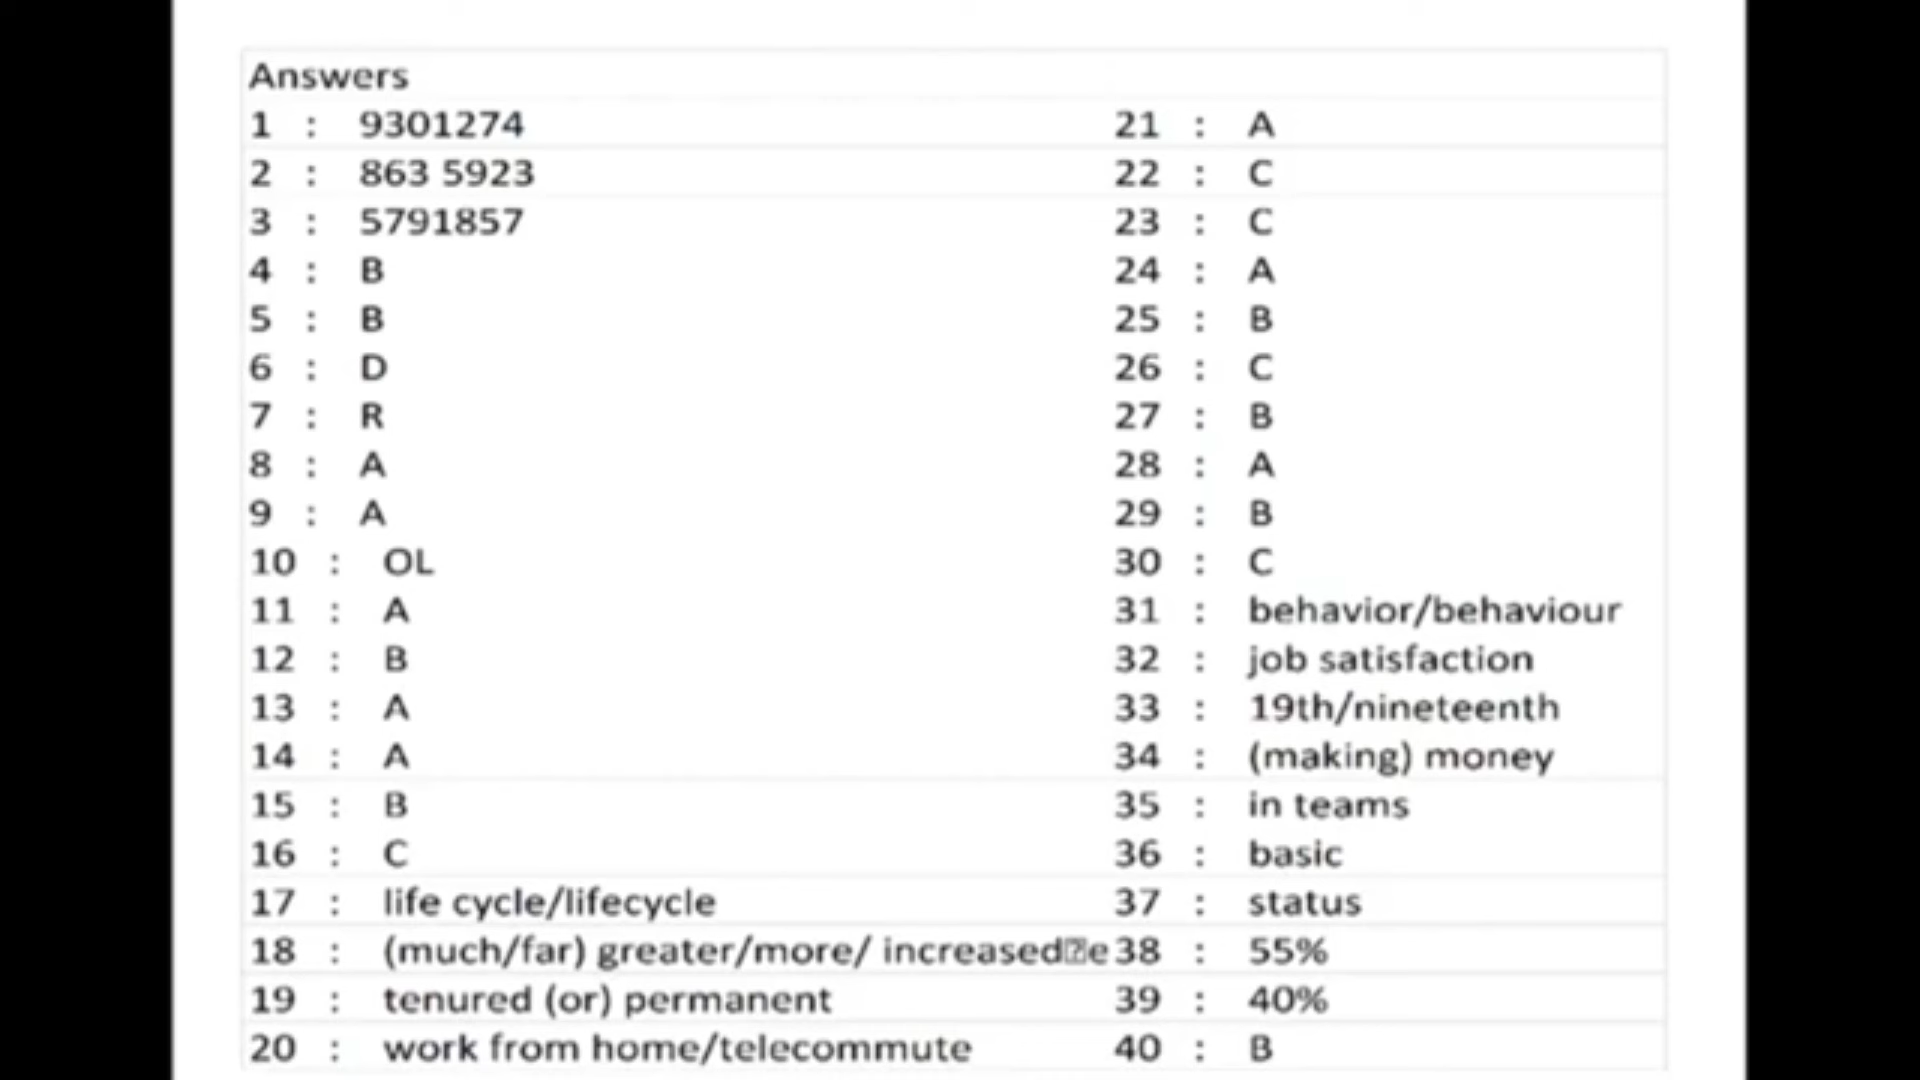 Answers
1 : 9301274
2 : 863 5923
3 : 5791857
4 : B
5 : B
6 : D
7 : R
8 : A
9 : A
10 : OL
11 : A
12 : B
13 : A
14 : A
15 : B
16 : C
17 : life cycle/lifecycle
18 : (much/far) greater/more/ increased⍰e
19 : tenured (or) permanent
20 : work from home/telecommute
21 : A
22 : C
23 : C
24 : A
25 : B
26 : C
27 : B
28 : A
29 : B
30 : C
31 : behavior/behaviour
32 : job satisfaction
33 : 19th/nineteenth
34 : (making) money
35 : in teams
36 : basic
37 : status
38 : 55%
39 : 40%
40 : B